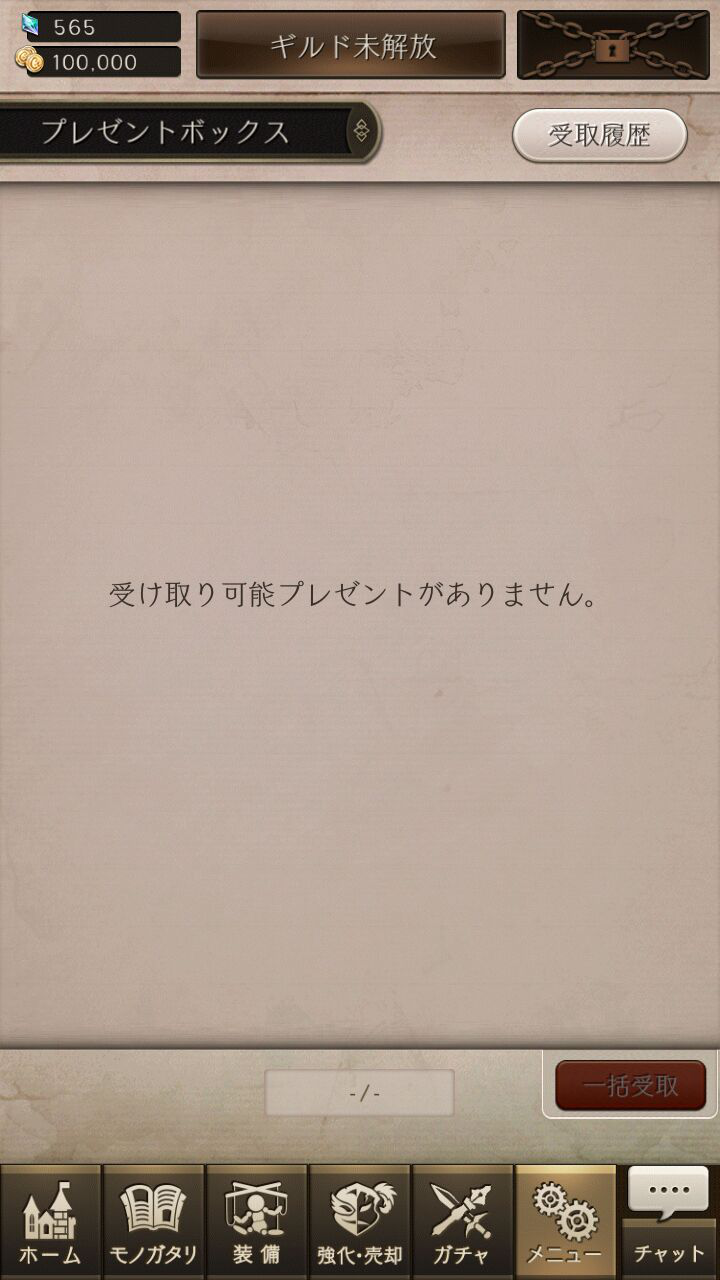 565
100,000
ギルド未解放
プレゼントボックス
受取履歴
受け取り可能プレゼントがありません。
-/-
一括受取
ホーム
モノガタリ
装備
強化・売却
ガチャ
メニュー
チャット